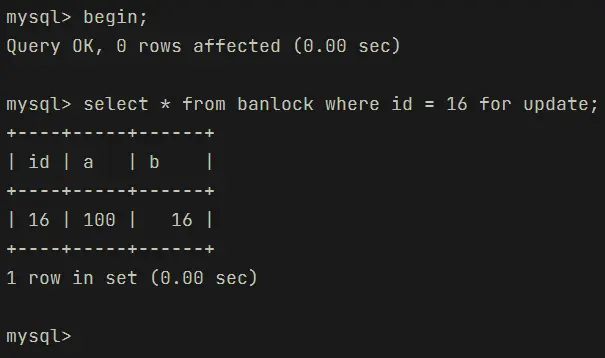 mysql> begin;
Query OK, 0 rows affected (0.00 sec)
mysql> select * from banlock where id = 16 for update;
+----+-----+------+
| id | a   | b    |
+----+-----+------+
| 16 | 100 |   16 |
+----+-----+------+
1 row in set (0.00 sec)
mysql>